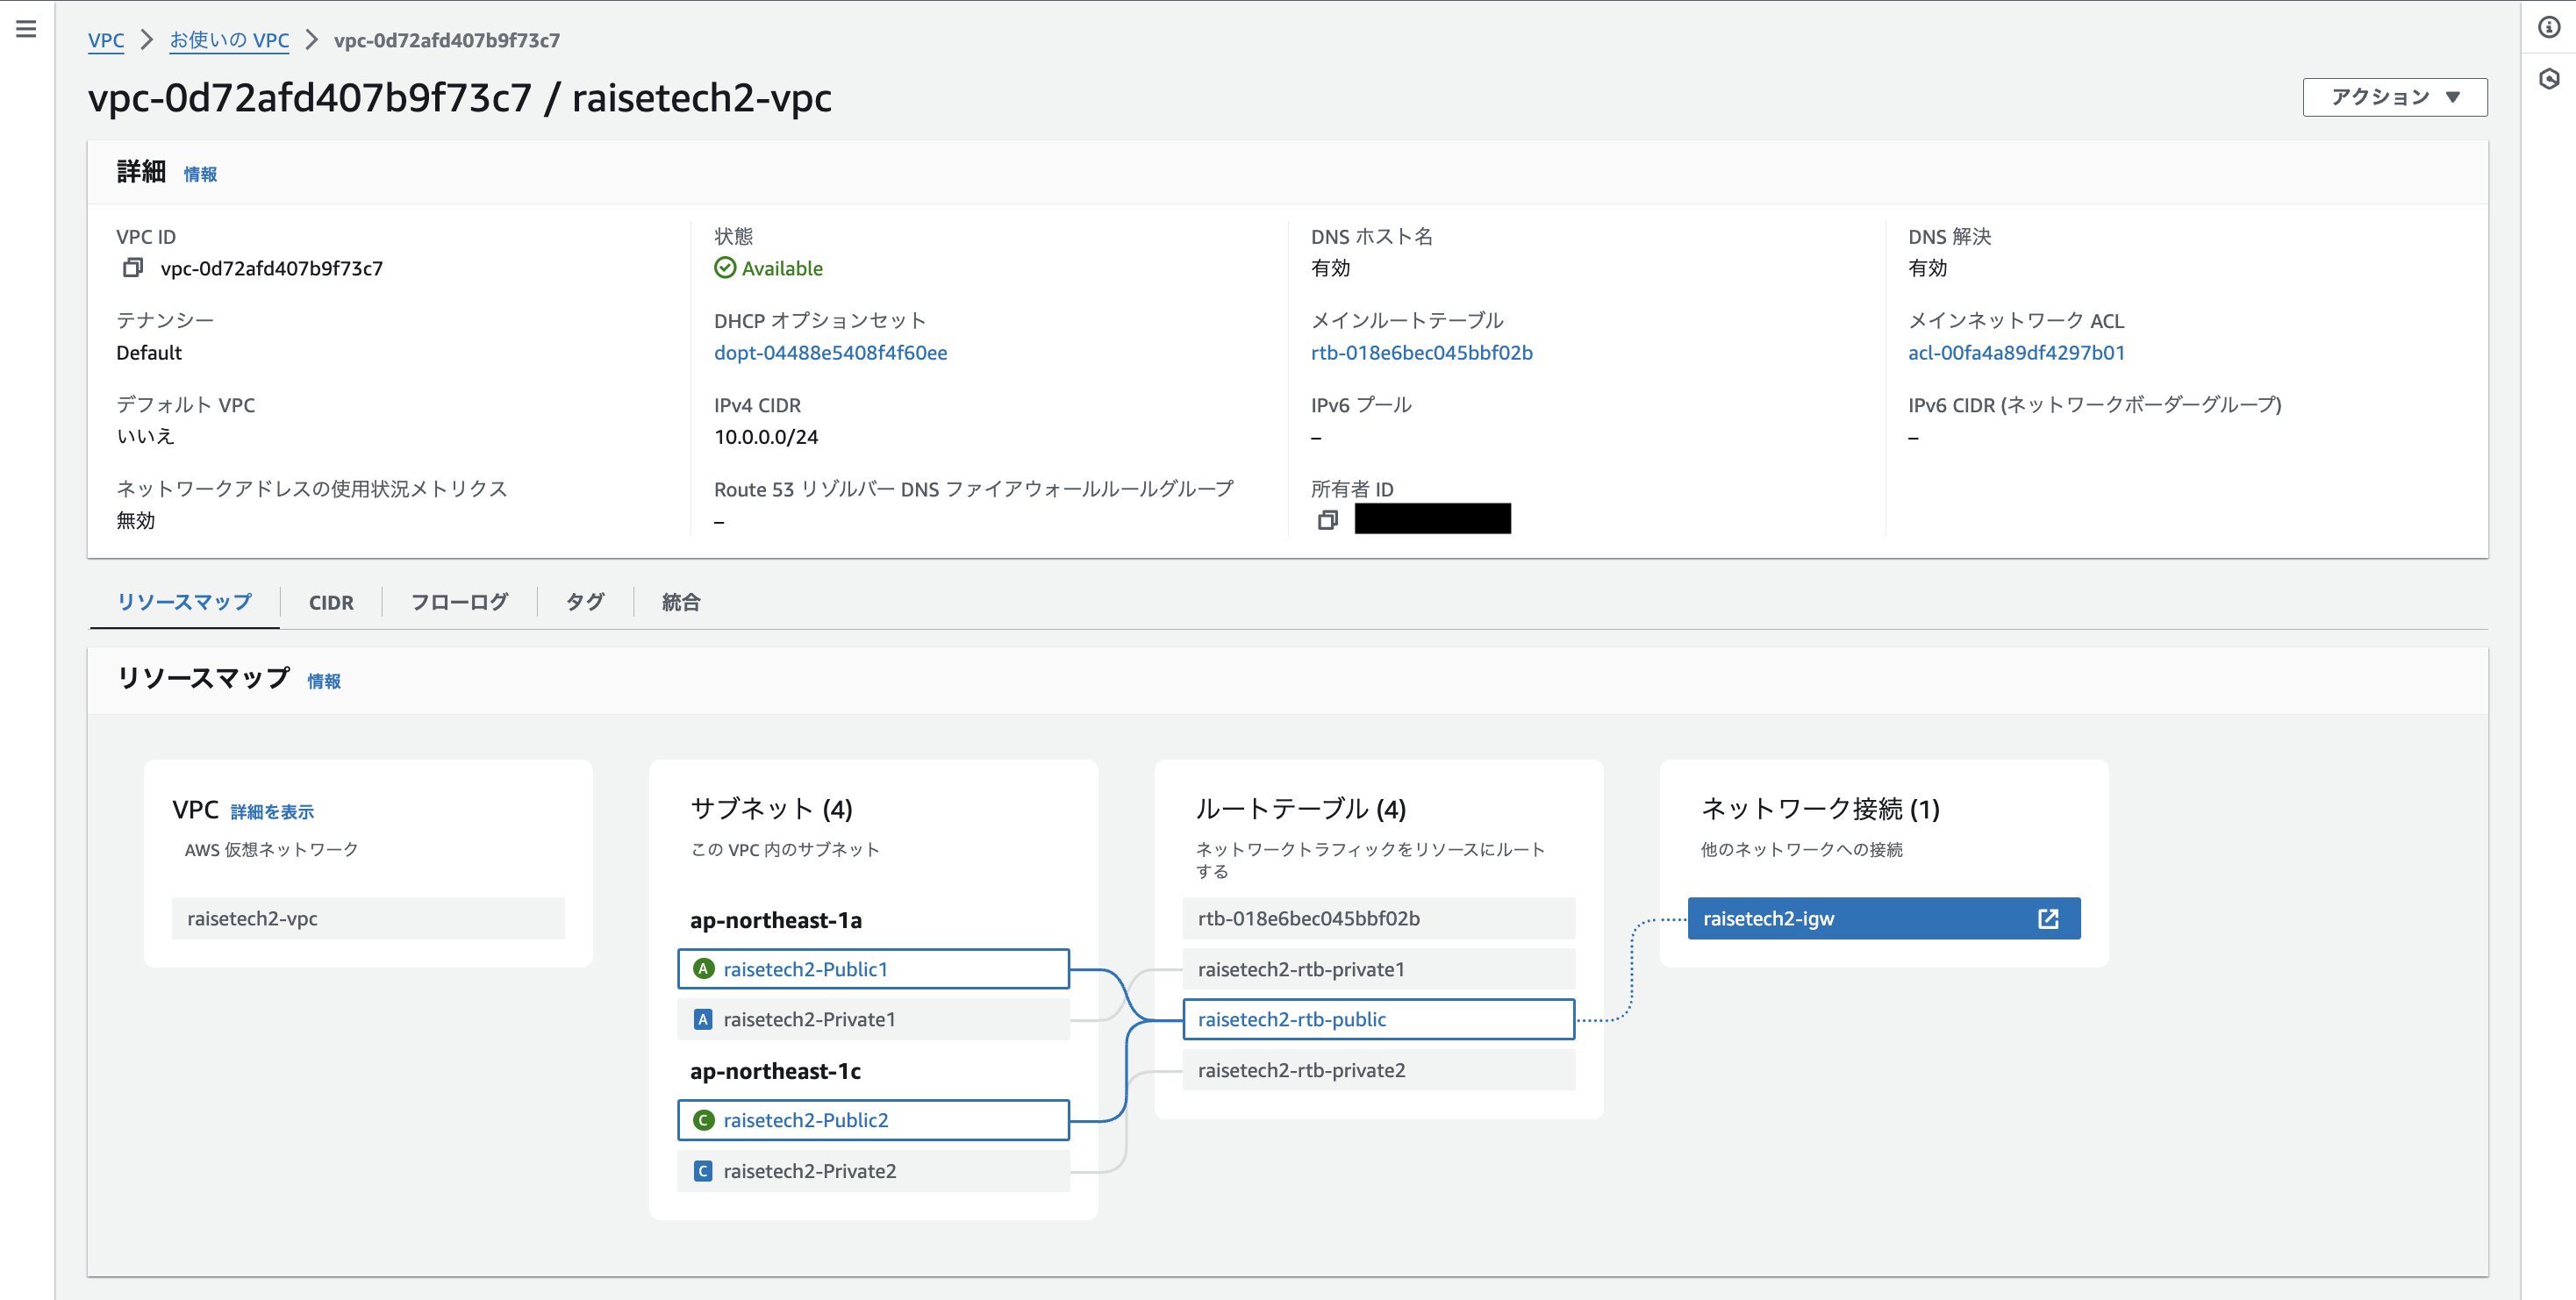 VPC > お使いの VPC > vpc-0d72afd407b9f73c7
vpc-0d72afd407b9f73c7 / raisetech2-vpc
アクション ▼
詳細 情報
VPC ID
vpc-0d72afd407b9f73c7
状態
Available
DNS ホスト名
有効
DNS 解決
有効
テナンシー
Default
DHCP オプションセット
dopt-04488e5408f4f60ee
メインルートテーブル
rtb-018e6bec045bbf02b
メインネットワーク ACL
acl-00fa4a89df4297b01
デフォルト VPC
いいえ
IPv4 CIDR
10.0.0.0/24
IPv6 プール
–
IPv6 CIDR (ネットワークボーダーグループ)
–
ネットワークアドレスの使用状況メトリクス
無効
Route 53 リゾルバー DNS ファイアウォールルールグループ
–
所有者 ID
リソースマップ CIDR フローログ タグ 統合
リソースマップ 情報
VPC 詳細を表示
AWS 仮想ネットワーク
raisetech2-vpc
サブネット (4)
この VPC 内のサブネット
ap-northeast-1a
A raisetech2-Public1
A raisetech2-Private1
ap-northeast-1c
C raisetech2-Public2
C raisetech2-Private2
ルートテーブル (4)
ネットワークトラフィックをリソースにルート
する
rtb-018e6bec045bbf02b
raisetech2-rtb-private1
raisetech2-rtb-public
raisetech2-rtb-private2
ネットワーク接続 (1)
他のネットワークへの接続
raisetech2-igw